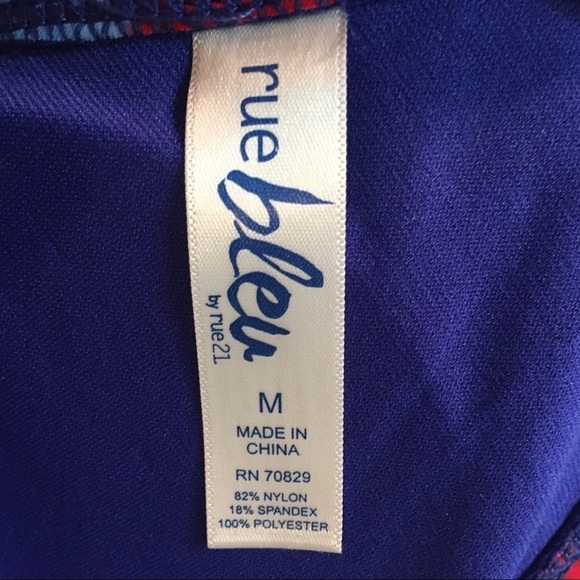 rue bleu
by rue21
M
MADE IN
CHINA
RN 70829
82% NYLON
18% SPANDEX
100% POLYESTER